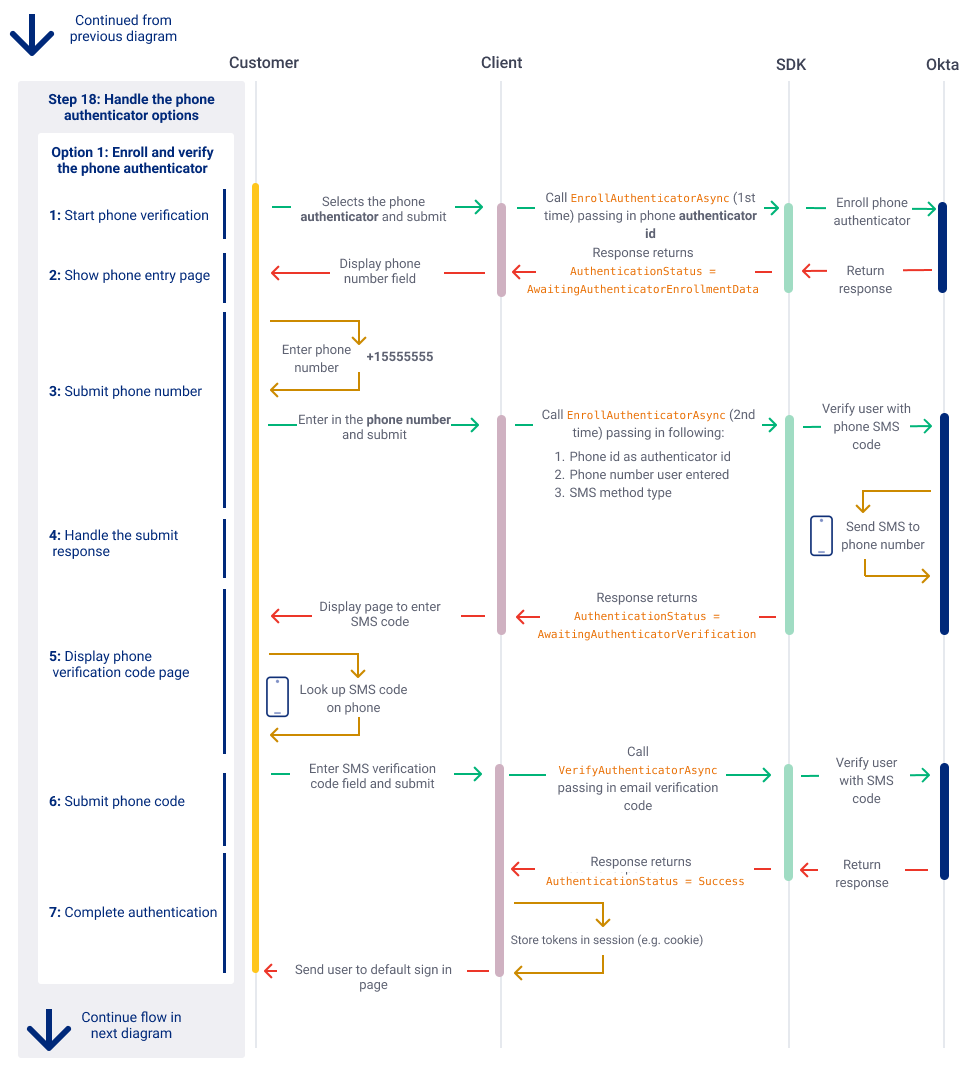 Continued from
previous diagram
Customer
Client
SDK
Okta
Step 18: Handle the phone
authenticator options
Option 1: Enroll and verify
the phone authenticator
1: Start phone verification
Selects the phone
authenticator and submit
Call EnrollAuthenticatorAsync (1st
time) passing in phone authenticator
id
Enroll phone
authenticator
2: Show phone entry page
Display phone
number field
Response returns
AuthenticationStatus =
AwaitingAuthenticatorEnrollmentData
Return
response
3: Submit phone number
Enter phone
number
+15555555
Enter in the phone number
and submit
Call EnrollAuthenticatorAsync (2nd
time) passing in following:
1. Phone id as authenticator id
2. Phone number user entered
3. SMS method type
Verify user with
phone SMS
code
4: Handle the submit
response
Send SMS to
phone number
Display page to enter
SMS code
Response returns
AuthenticationStatus =
AwaitingAuthenticatorVerification
5: Display phone
verification code page
Look up SMS code
on phone
6: Submit phone code
Enter SMS verification
code field and submit
Call
VerifyAuthenticatorAsync
passing in email verification
code
Verify user
with SMS
code
Response returns
AuthenticationStatus = Success
Return
response
7: Complete authentication
Store tokens in session (e.g. cookie)
Send user to default sign in
page
Continue flow in
next diagram